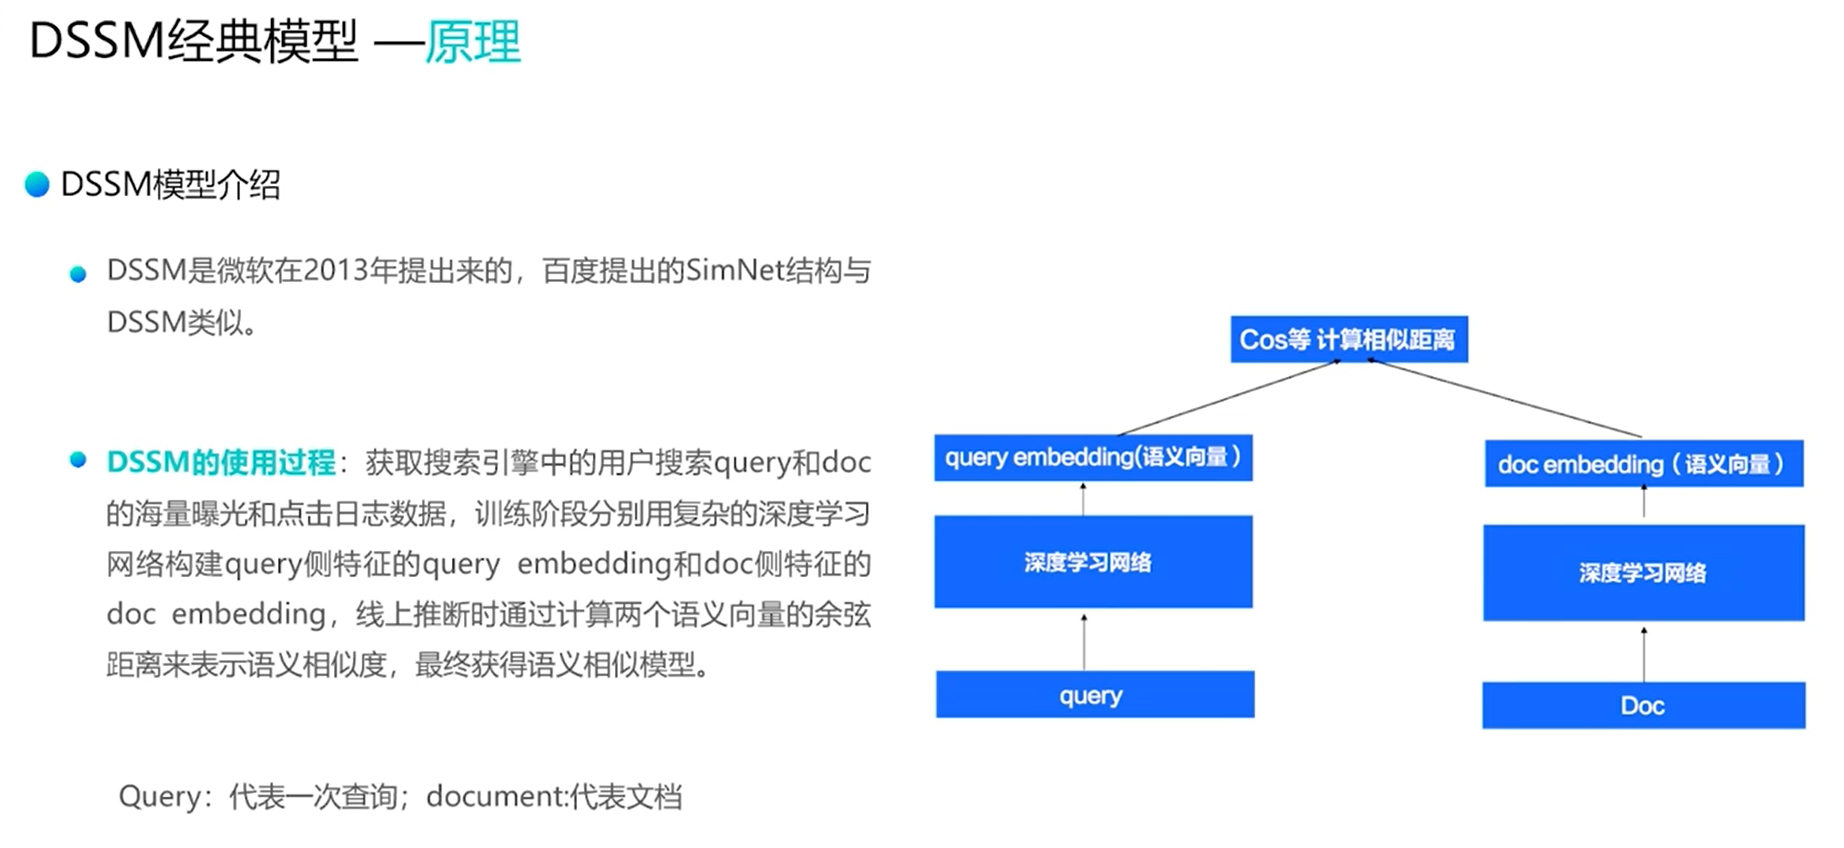 DSSM经典模型 —原理
DSSM模型介绍
DSSM是微软在2013年提出来的，百度提出的SimNet结构与
DSSM类似。
DSSM的使用过程：获取搜索引擎中的用户搜索query和doc
的海量曝光和点击日志数据，训练阶段分别用复杂的深度学习
网络构建query侧特征的query embedding和doc侧特征的
doc embedding，线上推断时通过计算两个语义向量的余弦
距离来表示语义相似度，最终获得语义相似模型。
Query：代表一次查询；document:代表文档
Cos等 计算相似距离
query embedding(语义向量）
doc embedding（语义向量）
深度学习网络
深度学习网络
query
Doc